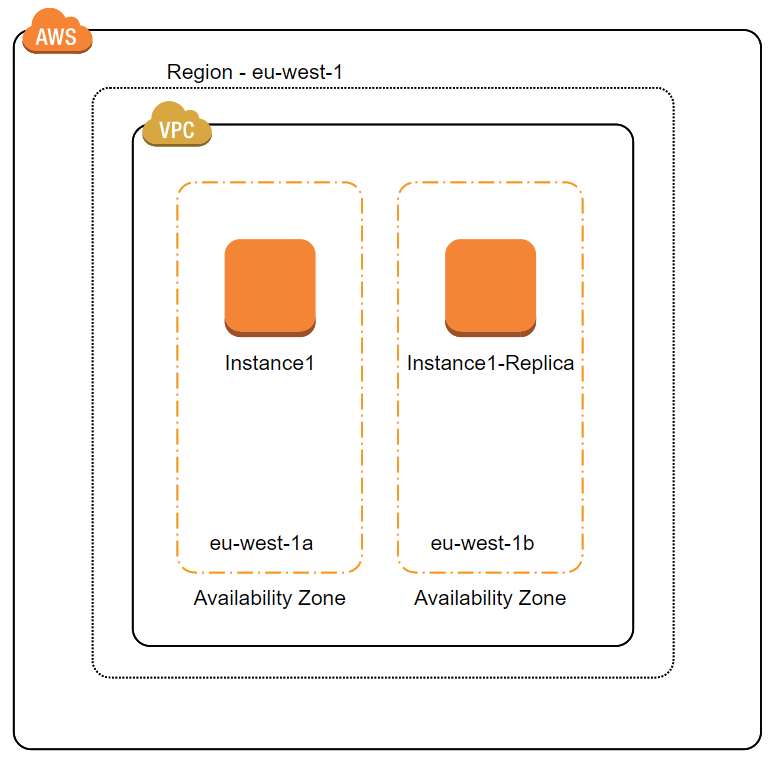 AWS
Region - eu-west-1
VPC
Instance1
Instance1-Replica
eu-west-1a
eu-west-1b
Availability Zone
Availability Zone